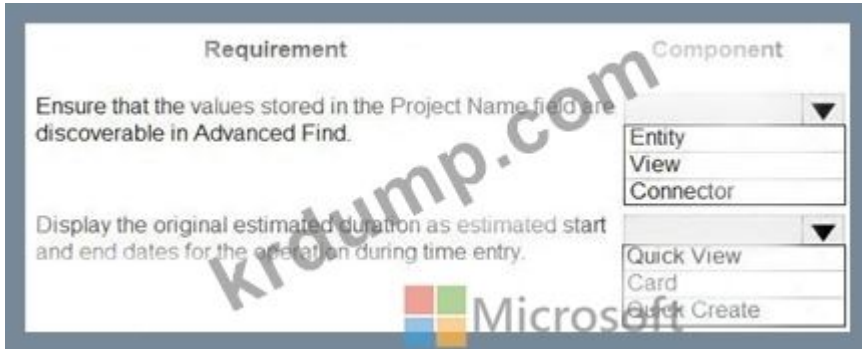 Requirement Component
Ensure that the values stored in the Project Name field are
discoverable in Advanced Find.
Entity
View
Connector
Display the original estimated duration as estimated start
and end dates for the operation during time entry.
Quick View
Card
Quick Create
krdump.com
Microsoft